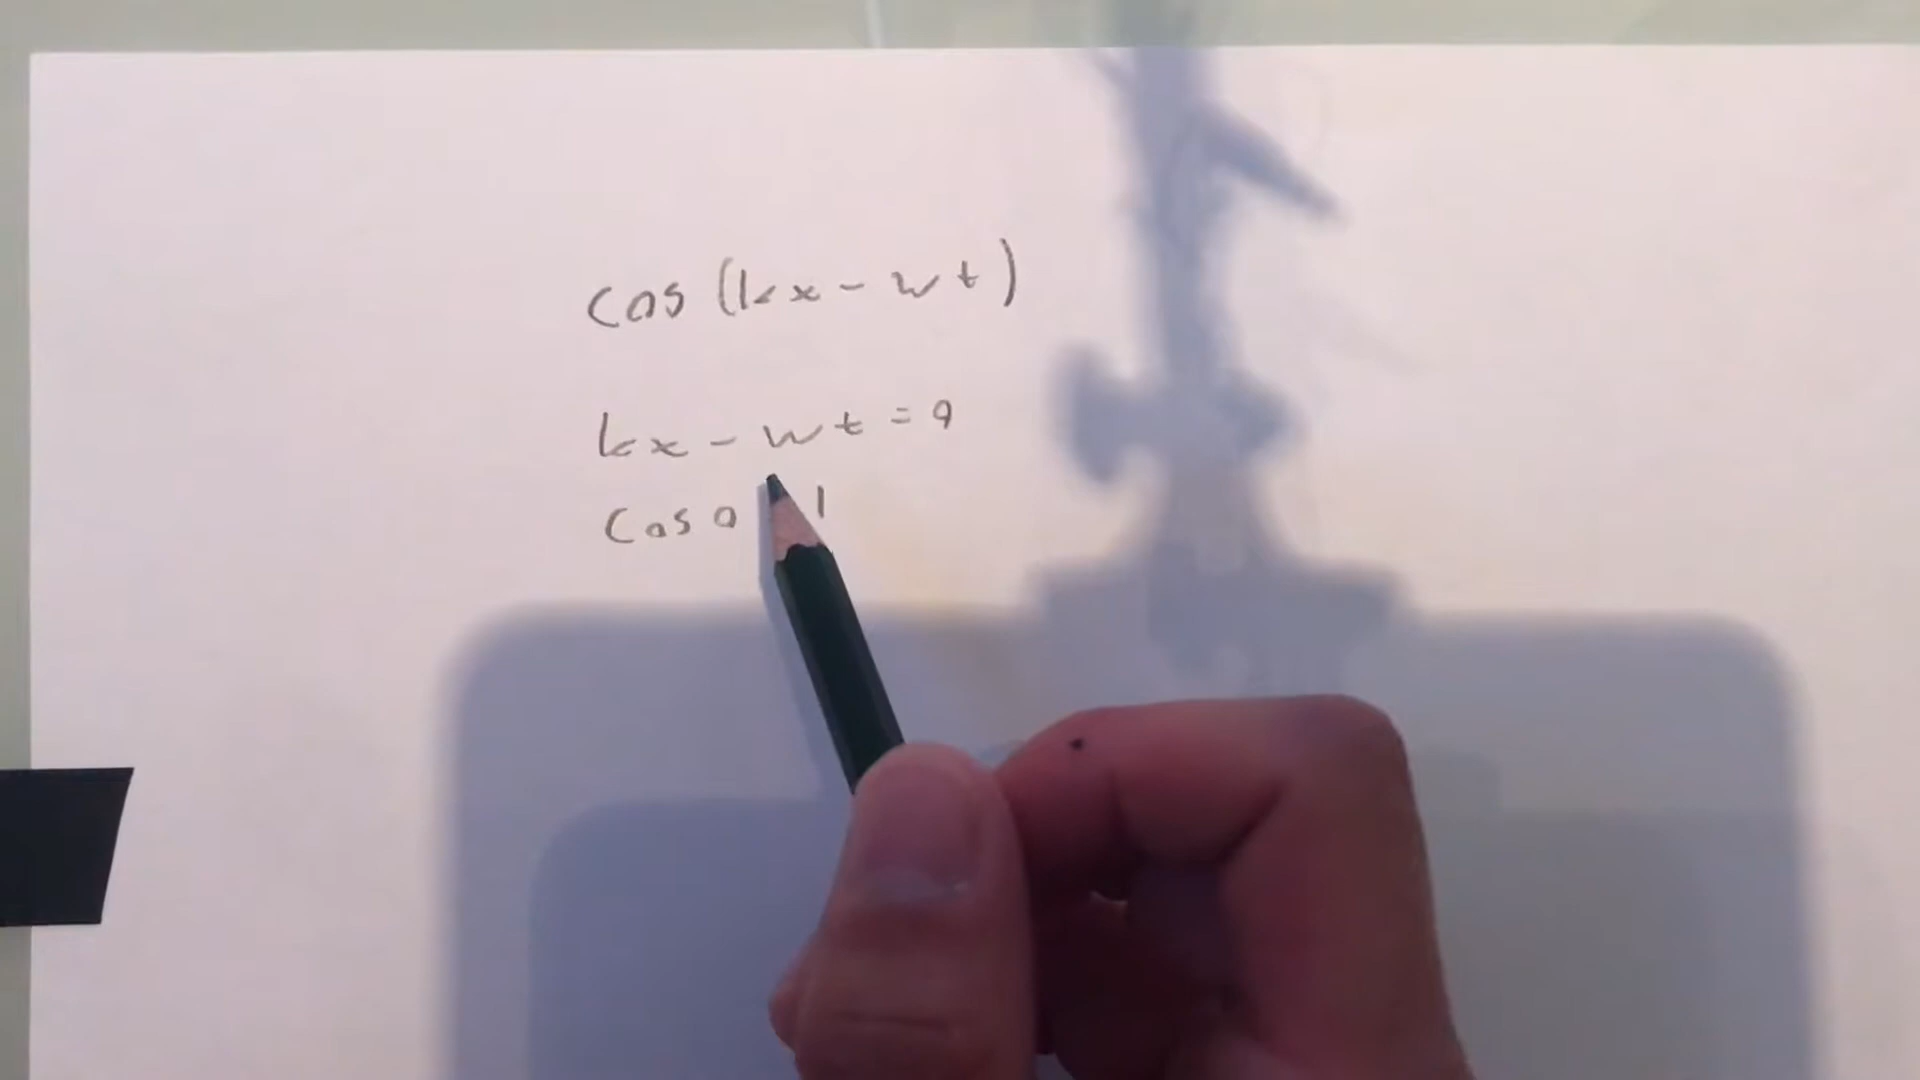 cos (kx - wt)
kx - wt = 0
cos 0 1